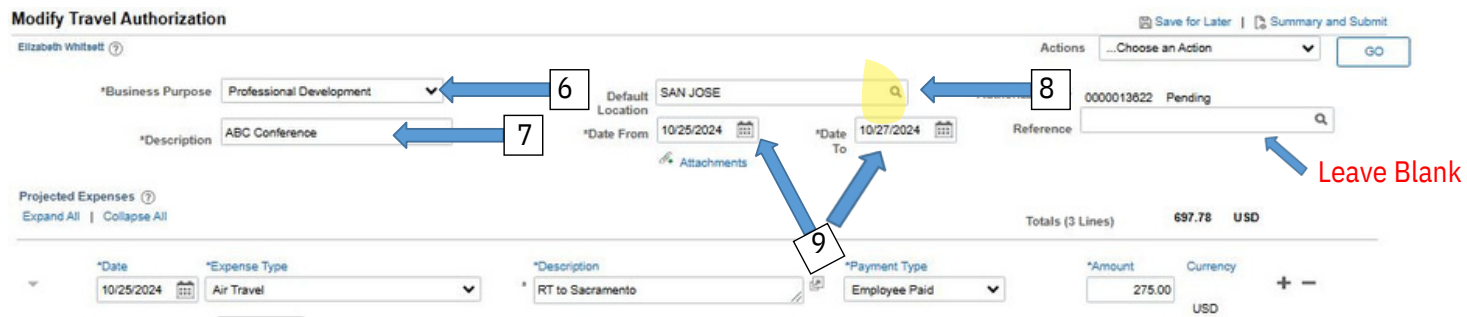 Modify Travel Authorization
Save for Later | Summary and Submit
Elizabeth Whitsett
Actions ...Choose an Action GO
*Business Purpose Professional Development 6
Default Location SAN JOSE 8
0000013622 Pending
*Description ABC Conference 7
*Date From 10/25/2024 *Date To 10/27/2024
Reference
Attachments
Leave Blank
9
Projected Expenses
Expand All | Collapse All
Totals (3 Lines) 697.78 USD
*Date *Expense Type *Description *Payment Type *Amount Currency
10/25/2024 Air Travel * RT to Sacramento Employee Paid 275.00 USD